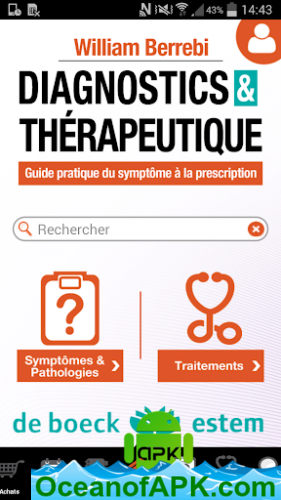 43% 14:43
William Berrebi
DIAGNOSTICS &
THÉRAPEUTIQUE
Guide pratique du symptôme à la prescription
Rechercher
?
Symptômes &
Pathologies
Traitements
de boeck estem
japk!
Achats
OceanofAPK.com